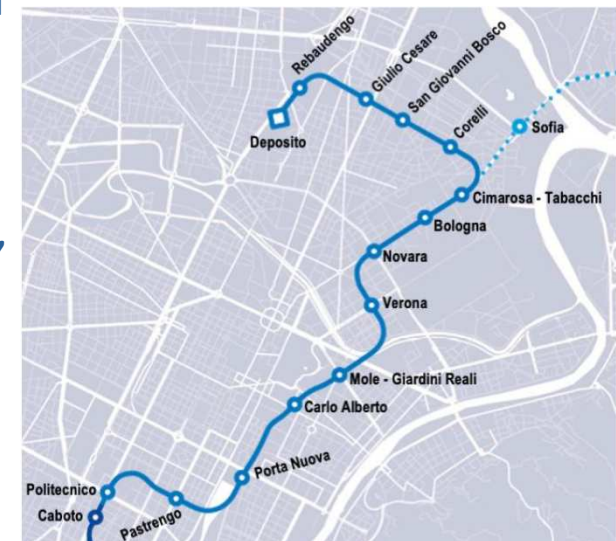 Rebaudengo
Giulio Cesare
San Giovanni Bosco
Corelli
Deposito
Sofia
Cimarosa - Tabacchi
Bologna
Novara
Verona
Mole - Giardini Reali
Carlo Alberto
Porta Nuova
Politecnico
Pastrengo
Caboto